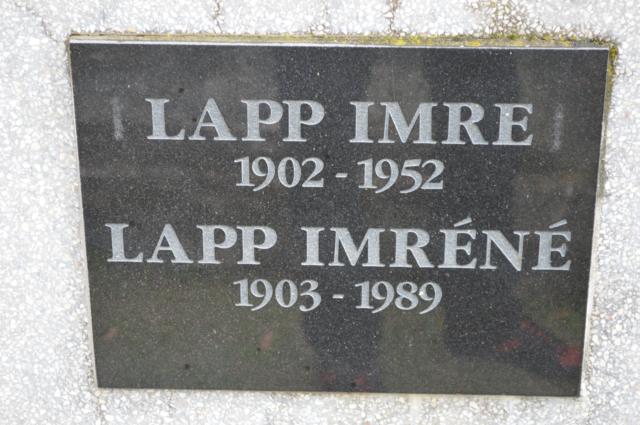 LAPP IMRE
1902 - 1952
LAPP IMRÉNÉ
1903 - 1989